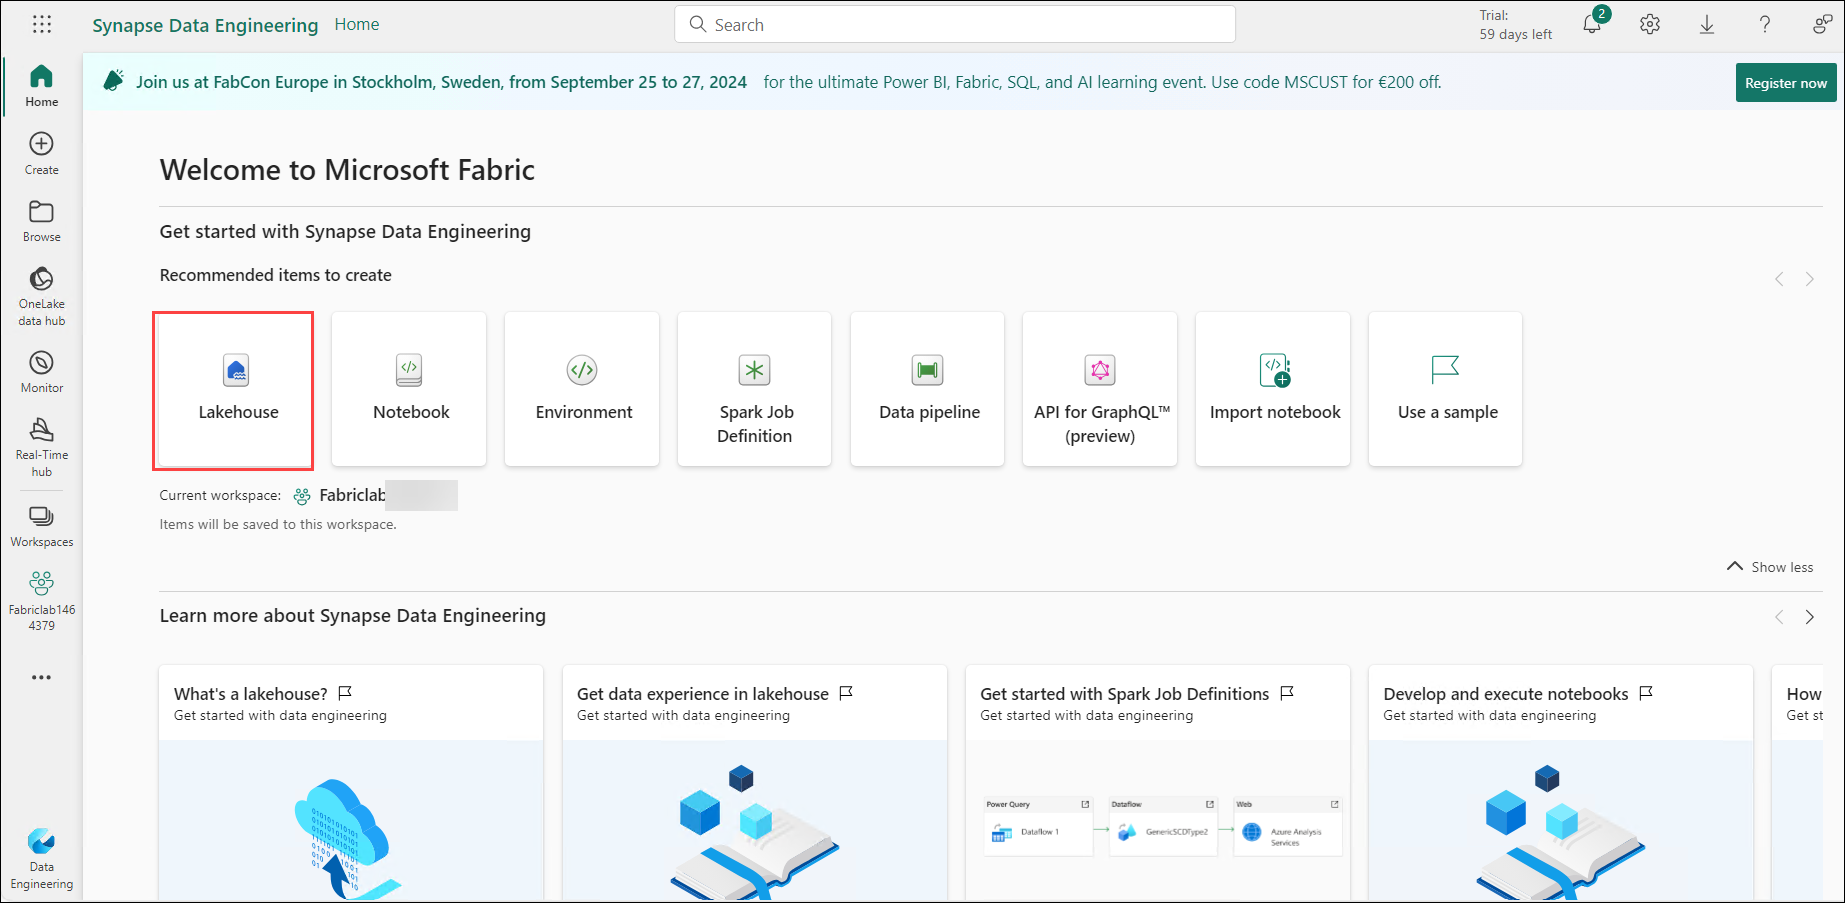 Synapse Data Engineering Home
Search
Trial:
59 days left
2
Join us at FabCon Europe in Stockholm, Sweden, from September 25 to 27, 2024 for the ultimate Power BI, Fabric, SQL, and AI learning event. Use code MSCUST for €200 off.
Register now
Home
Create
Browse
OneLake
data hub
Monitor
Real-Time
hub
Workspaces
Fabriclab146
4379
Data
Engineering
Welcome to Microsoft Fabric
Get started with Synapse Data Engineering
Recommended items to create
Lakehouse
Notebook
Environment
Spark Job
Definition
Data pipeline
API for GraphQL™
(preview)
Import notebook
Use a sample
Current workspace: Fabriclab
Items will be saved to this workspace.
Show less
Learn more about Synapse Data Engineering
What's a lakehouse?
Get started with data engineering
Get data experience in lakehouse
Get started with data engineering
Get started with Spark Job Definitions
Get started with data engineering
Power Query
Dataflow 1
Dataflow
GenericSCDType2
Web
Azure Analysis
Services
Develop and execute notebooks
Get started with data engineering
How
Get st